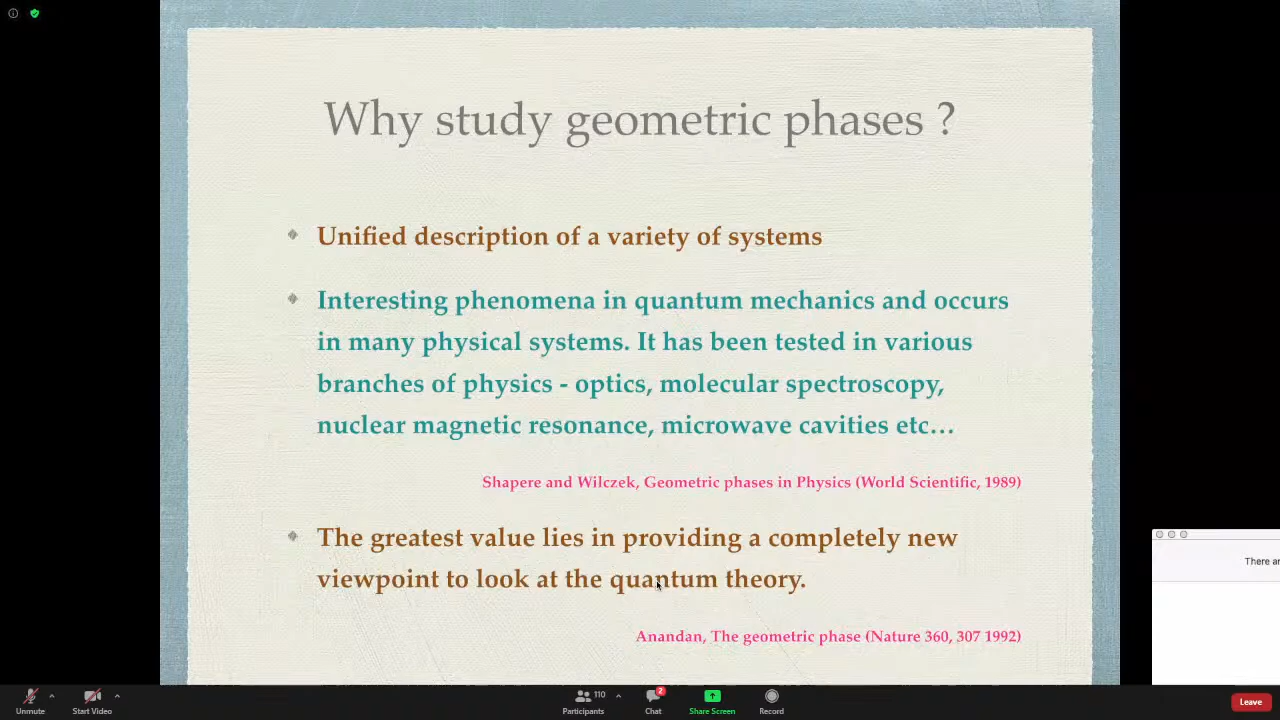 Why study geometric phases ?
Unified description of a variety of systems
Interesting phenomena in quantum mechanics and occurs
in many physical systems. It has been tested in various
branches of physics - optics, molecular spectroscopy,
nuclear magnetic resonance, microwave cavities etc…
Shapere and Wilczek, Geometric phases in Physics (World Scientific, 1989)
The greatest value lies in providing a completely new
viewpoint to look at the quantum theory.
Anandan, The geometric phase (Nature 360, 307 1992)
There ar
Unmute
Start Video
110
Participants
2
Chat
Share Screen
Record
Leave